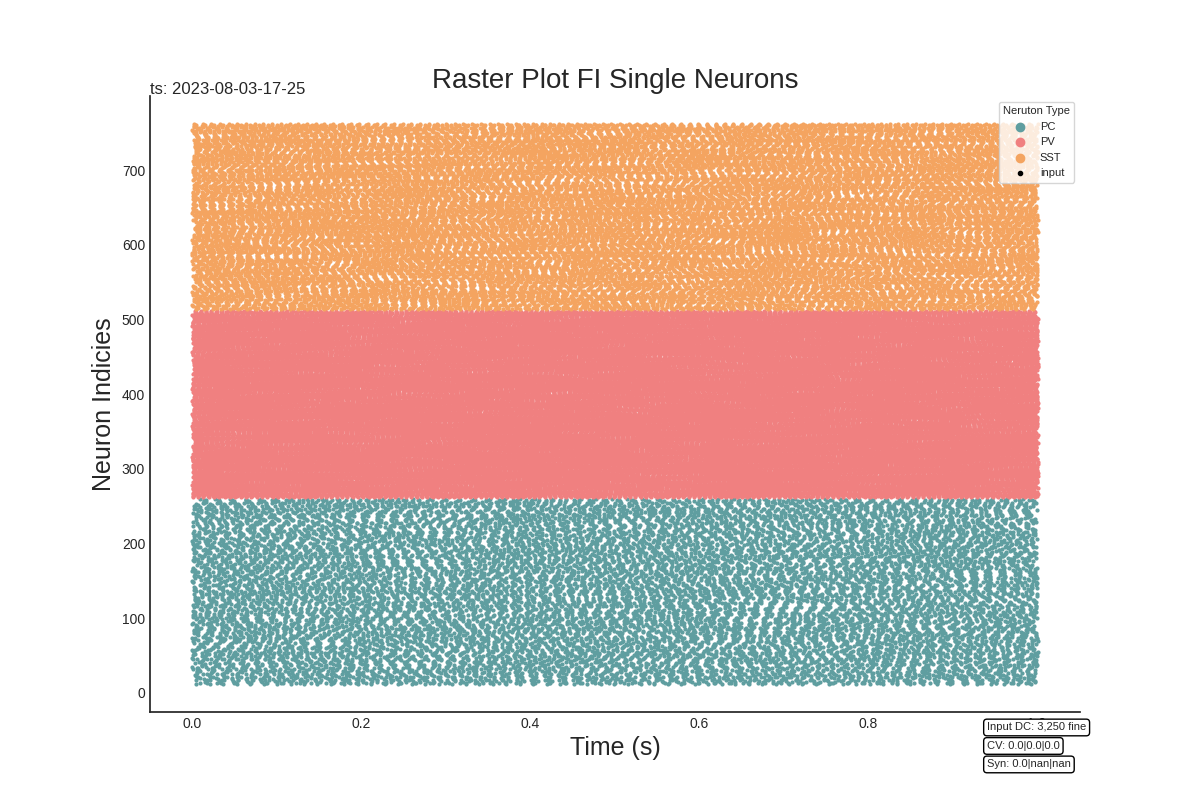 Raster Plot FI Single Neurons
ts: 2023-08-03-17-25
Neruton Type
PC
PV
SST
input
Neuron Indicies
700
600
500
400
300
200
100
0
0.0 0.2 0.4 0.6 0.8
Time (s)
Input DC: 3,250 fine
CV: 0.0|0.0|0.0
Syn: 0.0|nan|nan